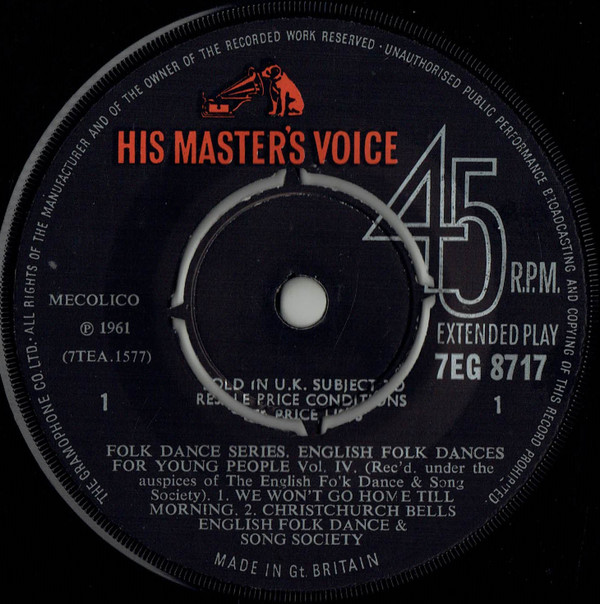 THE GRAMOPHONE CO. LTD. · ALL RIGHTS OF THE MANUFACTURER AND OF THE OWNER OF THE RECORDED WORK RESERVED · UNAUTHORISED PUBLIC PERFORMANCE BROADCASTING AND COPYING OF THIS RECORD PROHIBITED.
HIS MASTER'S VOICE
45
R.P.M.
EXTENDED PLAY
7EG 8717
MECOLICO
℗ 1961
(7TEA.1577)
1
1
SOLD IN U.K. SUBJECT TO
RESALE PRICE CONDITIONS
PRICE
FOLK DANCE SERIES. ENGLISH FOLK DANCES
FOR YOUNG PEOPLE Vol. IV. (Rec'd. under the
auspices of The English Fo'k Dance & Song
Society). 1. WE WON'T GO HOME TILL
MORNING. 2. CHRISTCHURCH BELLS
ENGLISH FOLK DANCE &
SONG SOCIETY
MADE IN Gt. BRITAIN